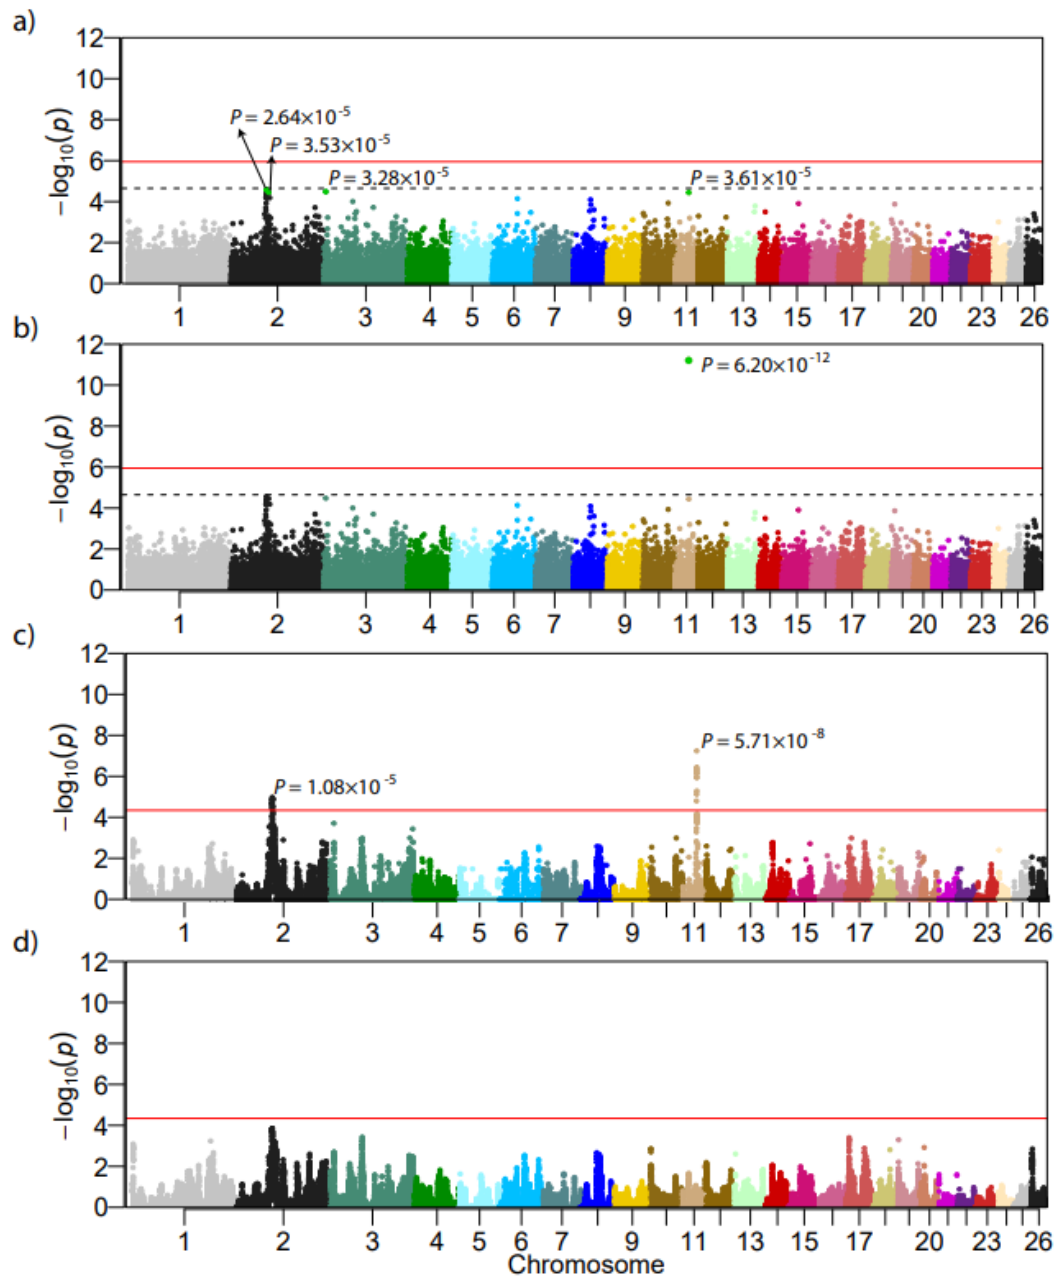 a)
12
10
8
6
4
2
0
−log₁₀(p)
P = 2.64×10⁻⁵
P = 3.53×10⁻⁵
P = 3.28×10⁻⁵
P = 3.61×10⁻⁵
1 2 3 4 5 6 7 9 11 13 15 17 20 23 26
b)
12
10
8
6
4
2
0
−log₁₀(p)
P = 6.20×10⁻¹²
1 2 3 4 5 6 7 9 11 13 15 17 20 23 26
c)
12
10
8
6
4
2
0
−log₁₀(p)
P = 5.71×10⁻⁸
P = 1.08×10⁻⁵
1 2 3 4 5 6 7 9 11 13 15 17 20 23 26
d)
12
10
8
6
4
2
0
−log₁₀(p)
1 2 3 4 5 6 7 9 11 13 15 17 20 23 26
Chromosome